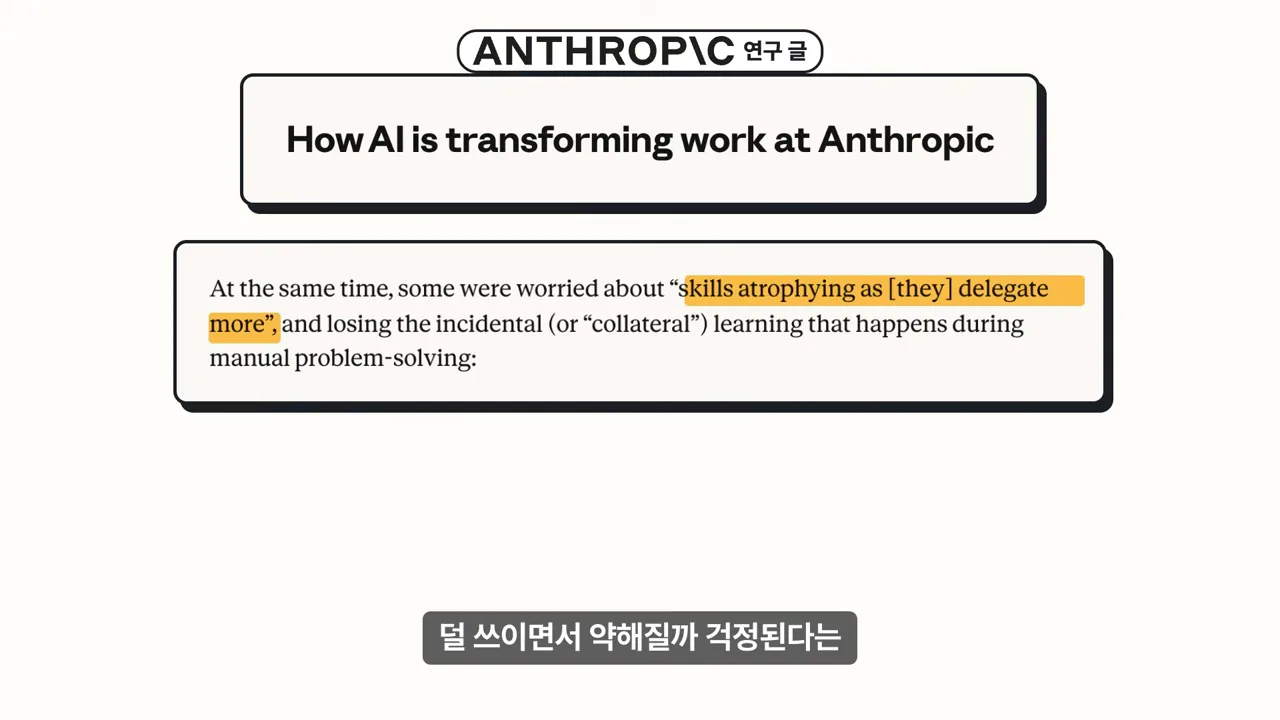 ANTHROP\C 연구 글
How AI is transforming work at Anthropic
At the same time, some were worried about “skills atrophying as [they] delegate
more”, and losing the incidental (or “collateral”) learning that happens during
manual problem-solving:
덜 쓰이면서 약해질까 걱정된다는